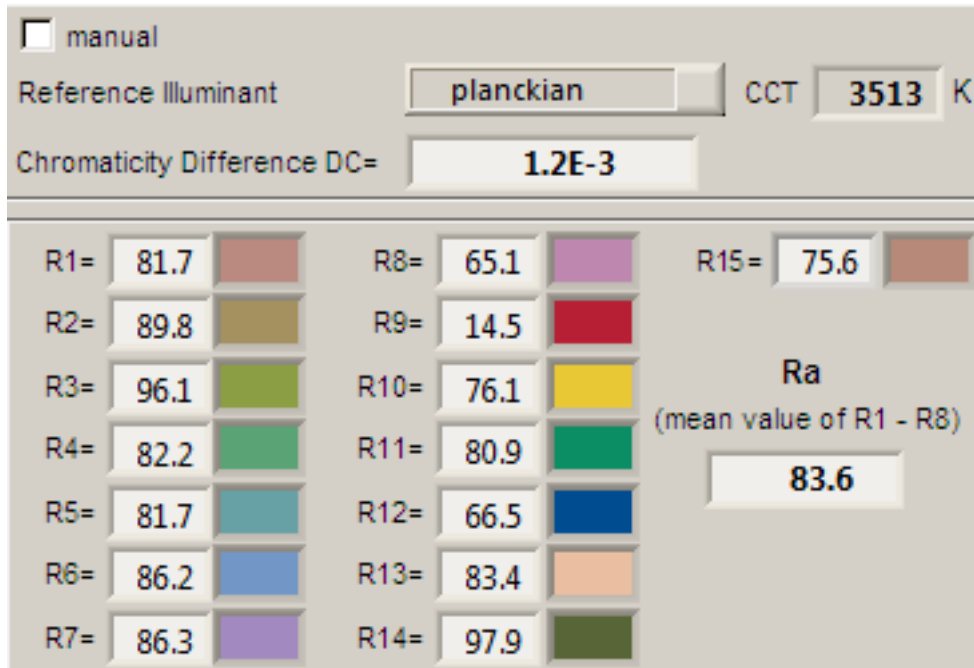 manual
Reference Illuminant planckian CCT 3513 K
Chromaticity Difference DC= 1.2E-3
R1= 81.7 R8= 65.1 R15= 75.6
R2= 89.8 R9= 14.5
R3= 96.1 R10= 76.1 Ra
(mean value of R1 - R8)
R4= 82.2 R11= 80.9
83.6
R5= 81.7 R12= 66.5
R6= 86.2 R13= 83.4
R7= 86.3 R14= 97.9